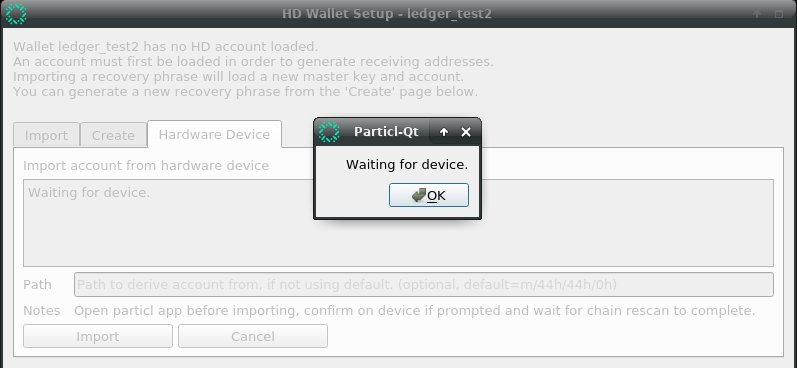 HD Wallet Setup - ledger_test2
Wallet ledger_test2 has no HD account loaded.
An account must first be loaded in order to generate receiving addresses.
Importing a recovery phrase will load a new master key and account.
You can generate a new recovery phrase from the 'Create' page below.
Import Create Hardware Device
Import account from hardware device
Waiting for device.
Particl-Qt
Waiting for device.
OK
Path Path to derive account from, if not using default. (optional, default=m/44h/44h/0h)
Notes Open particl app before importing, confirm on device if prompted and wait for chain rescan to complete.
Import Cancel